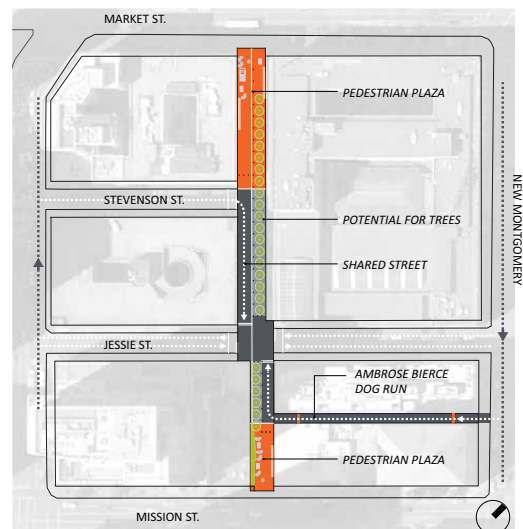 MARKET ST.
PEDESTRIAN PLAZA
STEVENSON ST.
POTENTIAL FOR TREES
NEW MONTGOMERY
SHARED STREET
JESSIE ST.
AMBROSE BIERCE
DOG RUN
PEDESTRIAN PLAZA
MISSION ST.